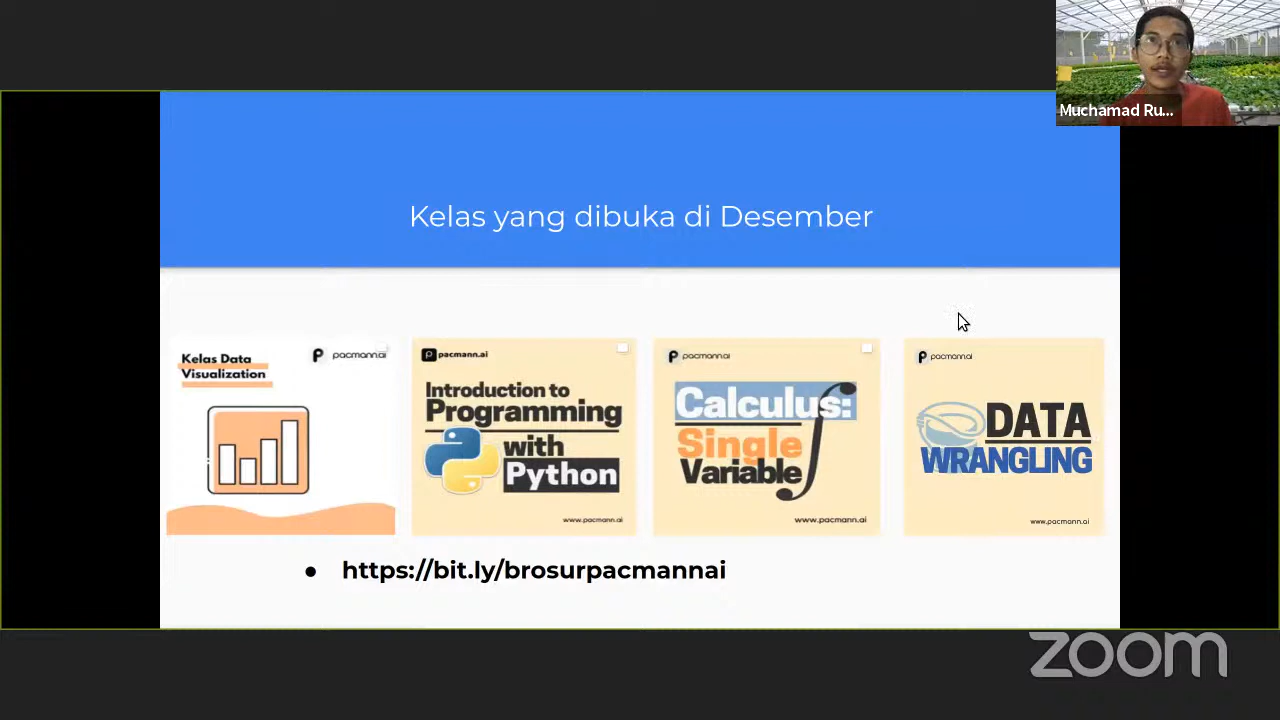 Muchamad Ru...
Kelas yang dibuka di Desember
Kelas Data
Visualization
pacmann.ai
pacmann.ai
Introduction to
Programming
with
Python
www.pacmann.ai
pacmann.ai
Calculus:
Single
Variable
www.pacmann.ai
pacmann.ai
DATA
WRANGLING
www.pacmann.ai
● https://bit.ly/brosurpacmannai
zoom